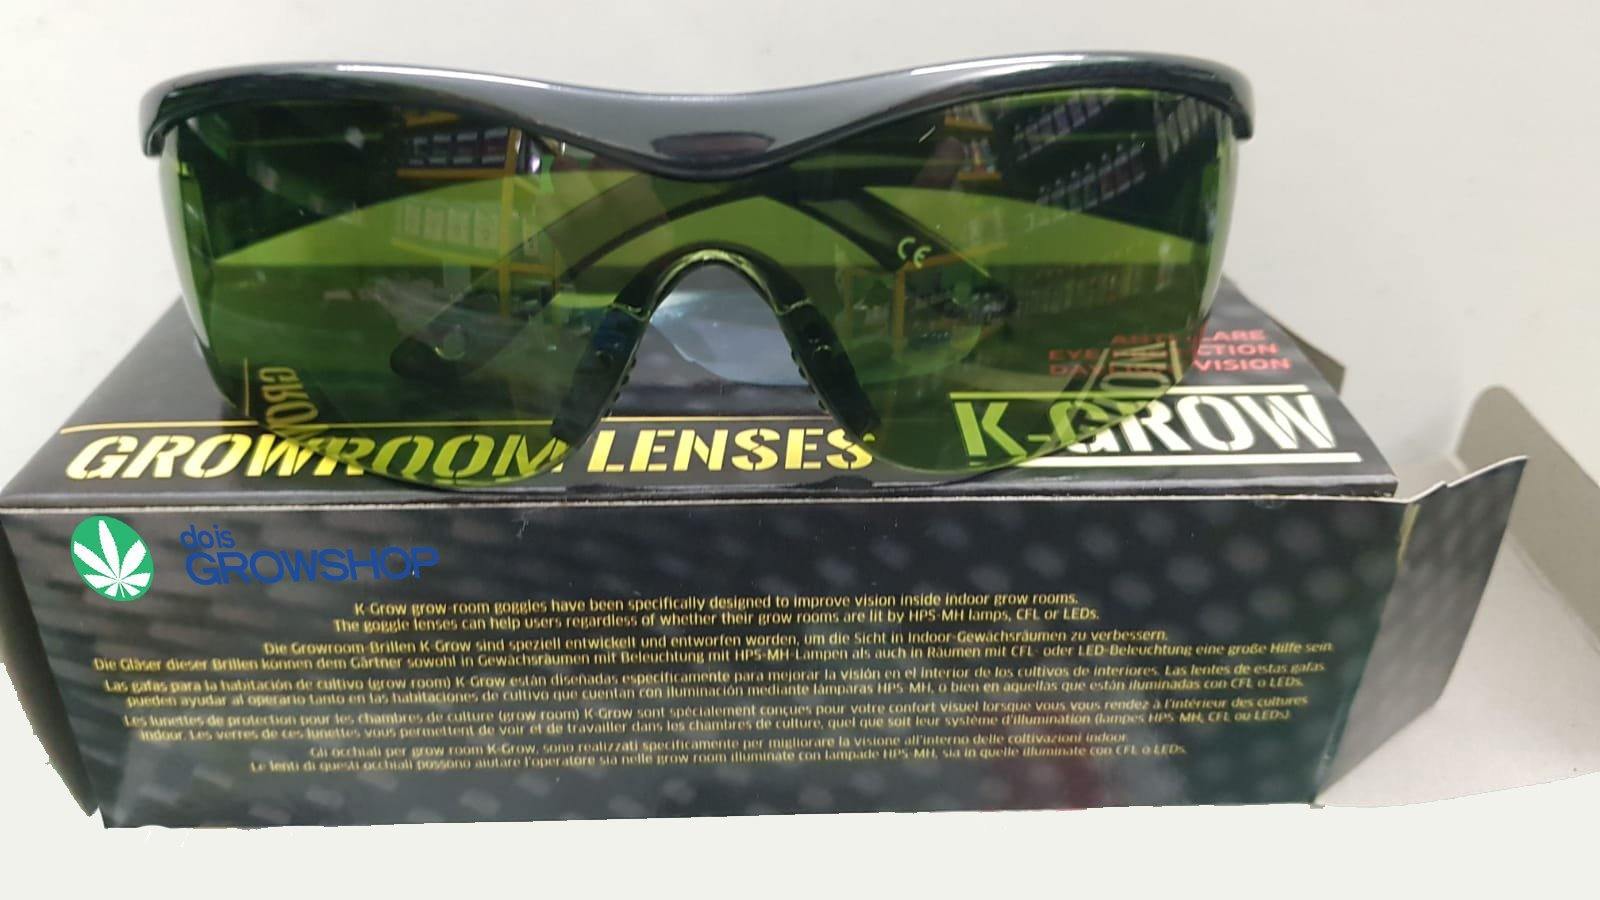 CE
EYE
VISION
GROWROOM LENSES
K-GROW
dois
GROWSHOP
K-Grow grow-room goggles have been specifically designed to improve vision inside indoor grow rooms.
The goggle lenses can help users regardless of whether their grow rooms are lit by HPS-MH lamps, CFL or LEDs.
Die Growroom-Brillen K-Grow sind speziell entwickelt und entworfen worden, um die Sicht in Indoor-Gewächsräumen zu verbessern.
Die Gläser dieser Brillen können dem Gärtner sowohl in Gewächsräumen mit Beleuchtung mit HPS-MH-Lampen als auch in Räumen mit CFL- oder LED-Beleuchtung eine große Hilfe sein.
Las gafas para la habitación de cultivo (grow room) K-Grow están diseñadas específicamente para mejorar la visión en el interior de los cultivos de interiores. Las lentes de estas gafas
pueden ayudar al operario tanto en las habitaciones de cultivo que cuentan con iluminación mediante lámparas HPS-MH, o bien en aquellas que están iluminadas con CFL o LEDs.
Les lunettes de protection pour les chambres de culture (grow room) K-Grow sont spécialement conçues pour votre confort visuel lorsque vous vous rendez à l'intérieur des cultures
indoor. Les verres de ces lunettes vous permettent de voir et de travailler dans les chambres de culture, quel que soit leur système d'illumination (lampes HPS-MH, CFL ou LEDs).
Gli occhiali per grow room K-Grow, sono realizzati specificamente per migliorare la visione all'interno delle coltivazioni indoor.
Le lenti di questi occhiali possono aiutare l'operatore sia nelle grow room illuminate con lampade HPS-MH, sia in quelle illuminate con CFL o LEDs.